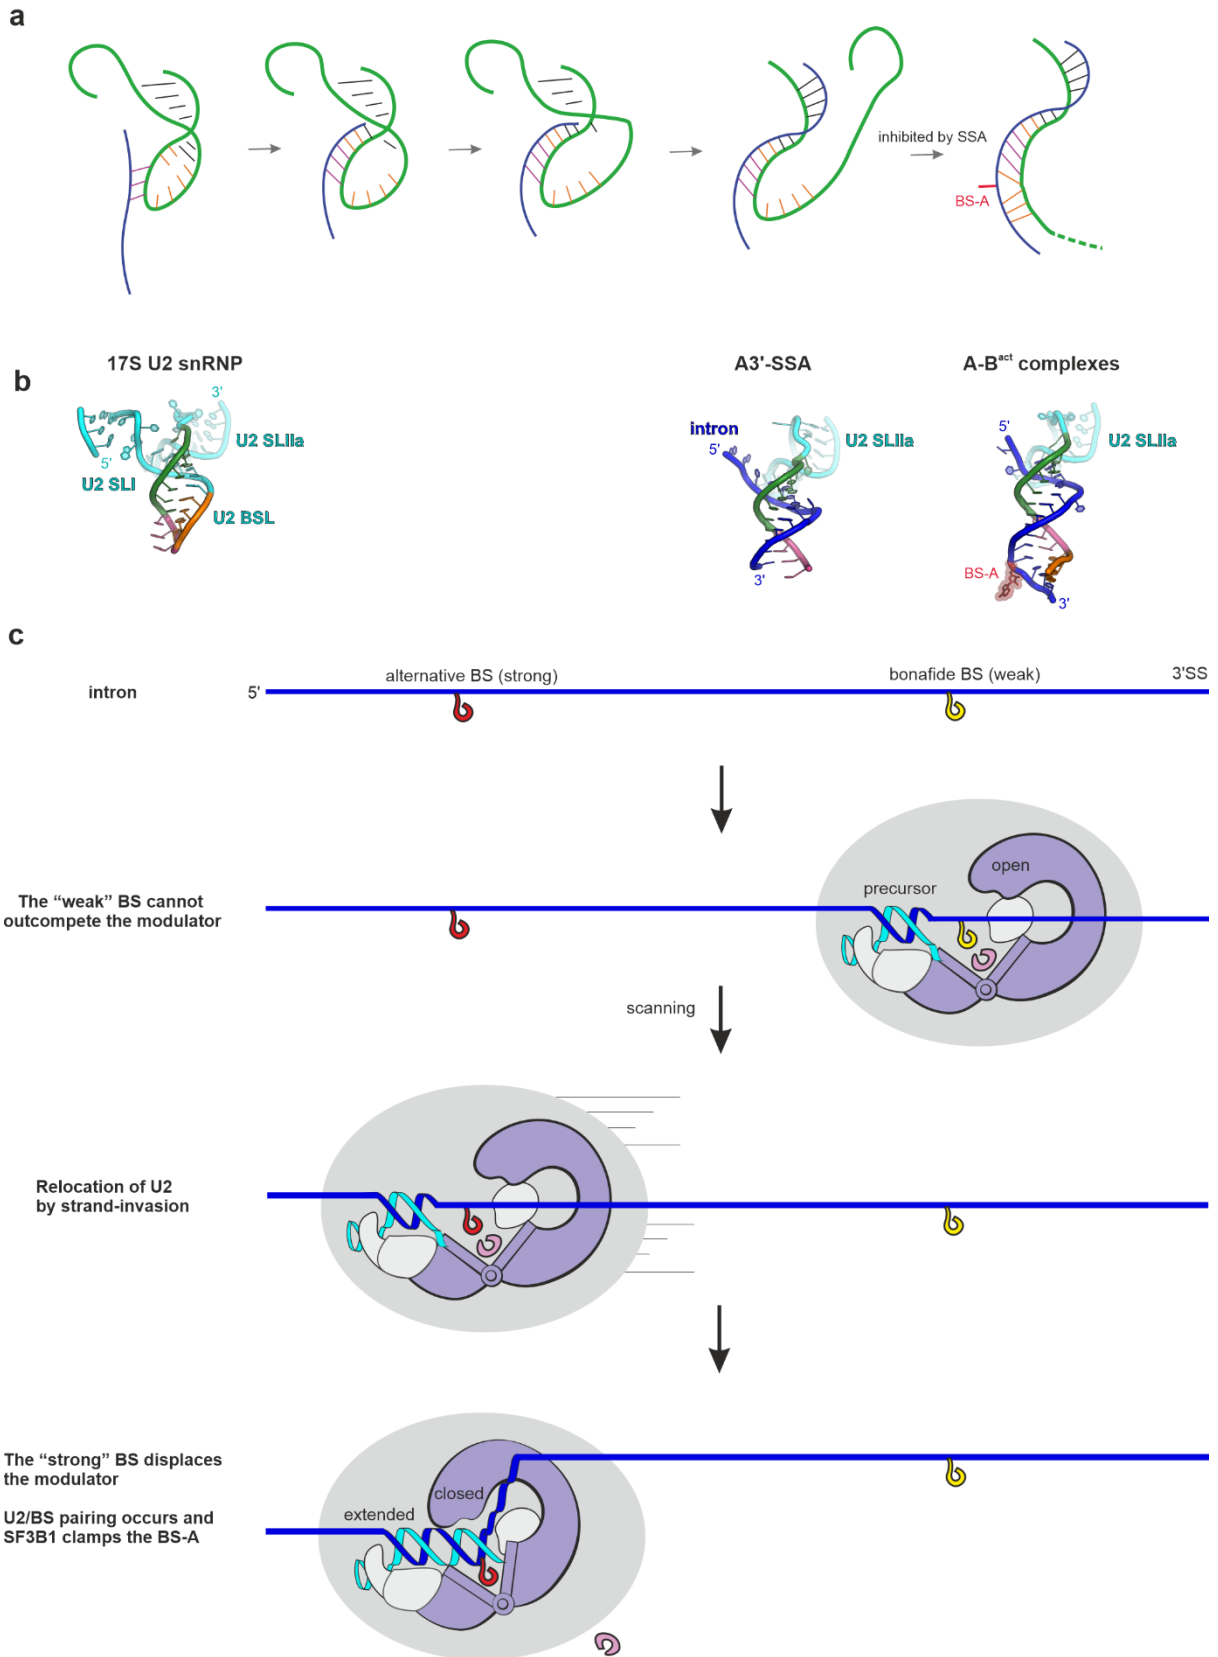 a
inhibited by SSA
BS-A
b
17S U2 snRNP
A3'-SSA
A-Bact complexes
3'
U2 SLIIa
5'
U2 SLI
U2 BSL
intron
5'
U2 SLIIa
3'
5'
U2 SLIIa
BS-A
3'
c
alternative BS (strong)
bonafide BS (weak)
3'SS
intron
5'
open
precursor
The “weak” BS cannot
outcompete the modulator
scanning
Relocation of U2
by strand-invasion
The “strong” BS displaces
the modulator
closed
extended
U2/BS pairing occurs and
SF3B1 clamps the BS-A